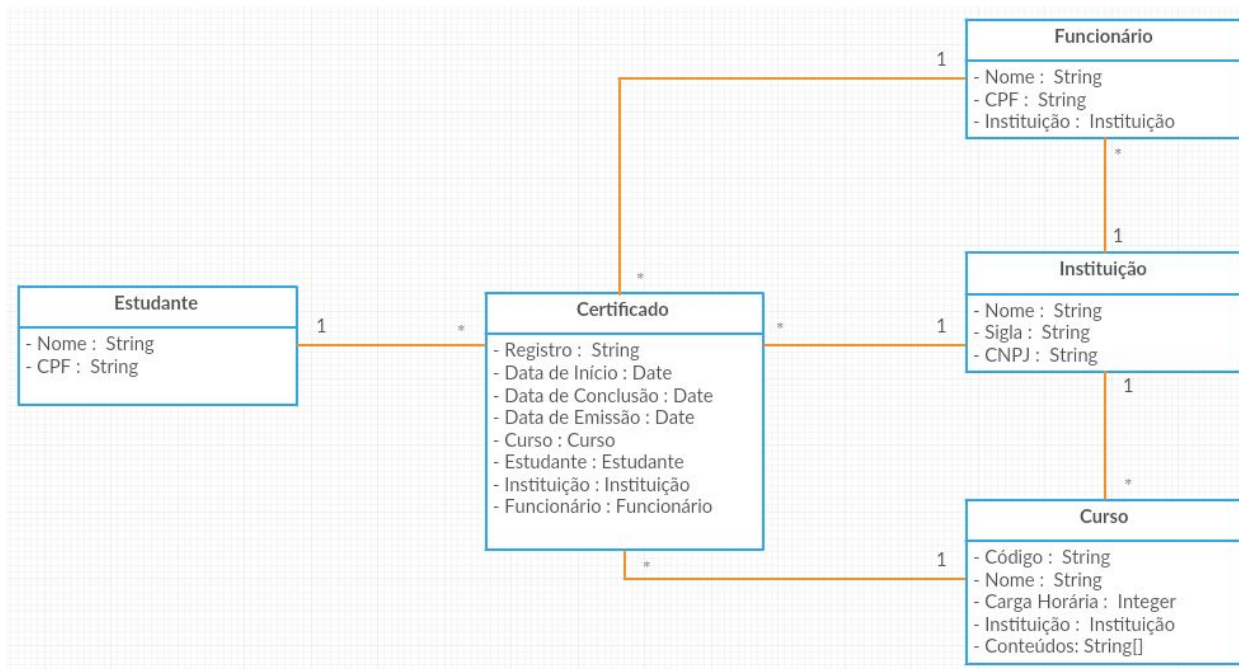 Funcionário
1
- Nome : String
- CPF : String
- Instituição : Instituição
*
1
Instituição
*
- Nome : String
- Sigla : String
- CNPJ : String
Estudante
- Nome : String
- CPF : String
1
*
Certificado
- Registro : String
- Data de Início : Date
- Data de Conclusão : Date
- Data de Emissão : Date
- Curso : Curso
- Estudante : Estudante
- Instituição : Instituição
- Funcionário : Funcionário
*
1
1
*
*
1
Curso
- Código : String
- Nome : String
- Carga Horária : Integer
- Instituição : Instituição
- Conteúdos: String[]